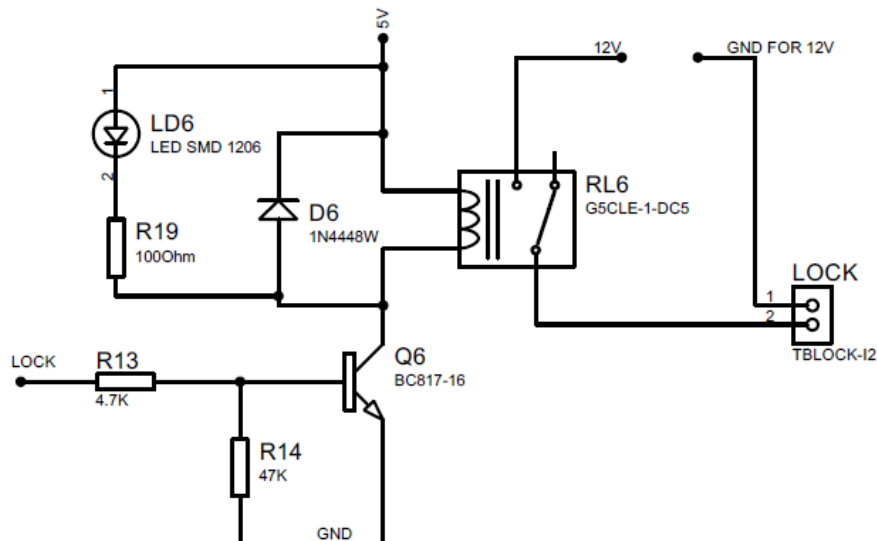 5V
12V
GND FOR 12V
1
LD6
LED SMD 1206
2
RL6
G5CLE-1-DC5
D6
1N4448W
R19
100Ohm
LOCK
1
2
TBLOCK-I2
Q6
BC817-16
LOCK
R13
4.7K
R14
47K
GND